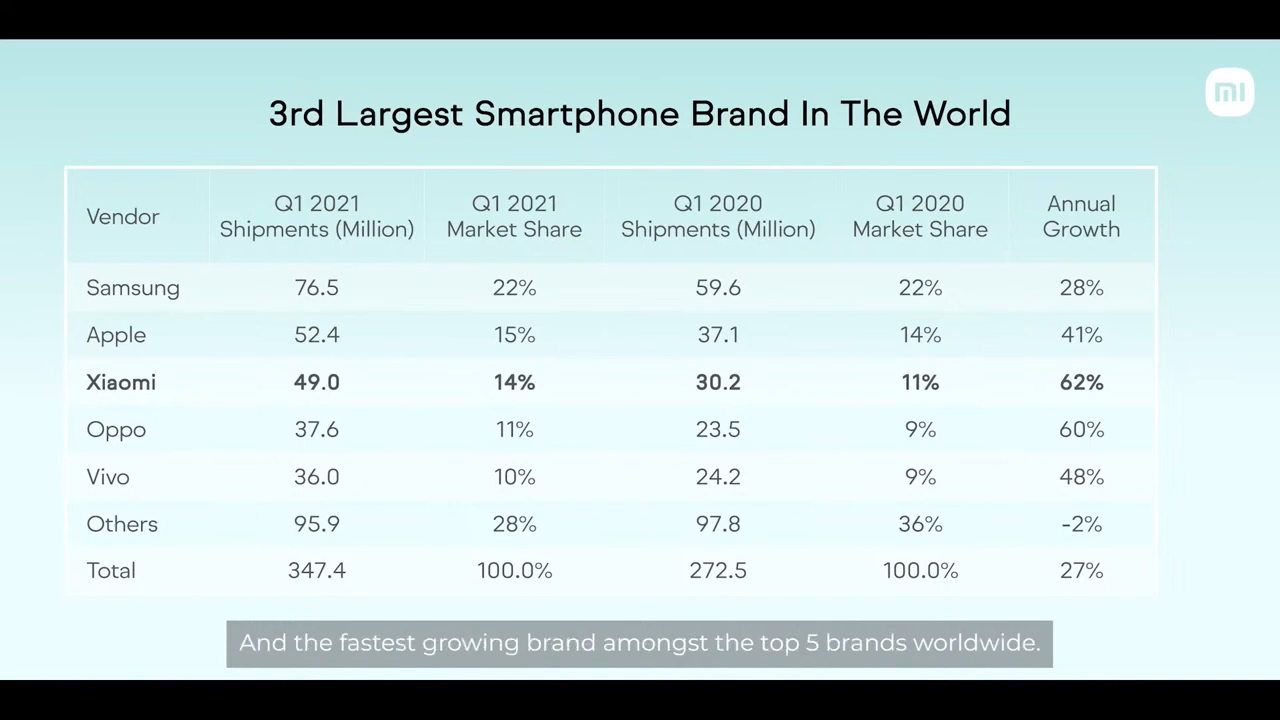 3rd Largest Smartphone Brand In The World
mi
Vendor Q1 2021 Shipments (Million) Q1 2021 Market Share Q1 2020 Shipments (Million) Q1 2020 Market Share Annual Growth
Samsung 76.5 22% 59.6 22% 28%
Apple 52.4 15% 37.1 14% 41%
Xiaomi 49.0 14% 30.2 11% 62%
Oppo 37.6 11% 23.5 9% 60%
Vivo 36.0 10% 24.2 9% 48%
Others 95.9 28% 97.8 36% -2%
Total 347.4 100.0% 272.5 100.0% 27%
And the fastest growing brand amongst the top 5 brands worldwide.